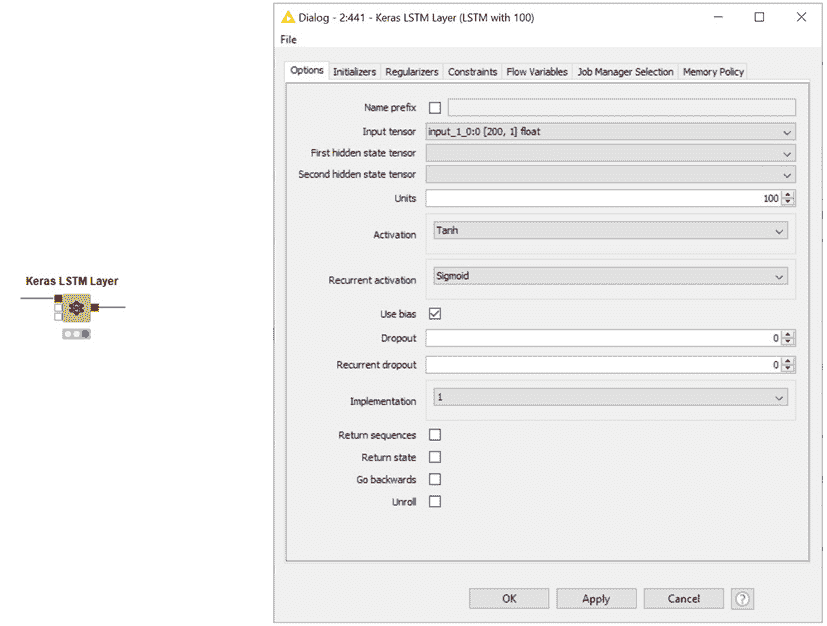 Dialog - 2:441 - Keras LSTM Layer (LSTM with 100)
File
Options Initializers Regularizers Constraints Flow Variables Job Manager Selection Memory Policy
Name prefix
Input tensor input_1_0:0 [200, 1] float
First hidden state tensor
Second hidden state tensor
Units 100
Activation Tanh
Recurrent activation Sigmoid
Keras LSTM Layer
Use bias
Dropout 0
Recurrent dropout 0
Implementation 1
Return sequences
Return state
Go backwards
Unroll
OK Apply Cancel ?